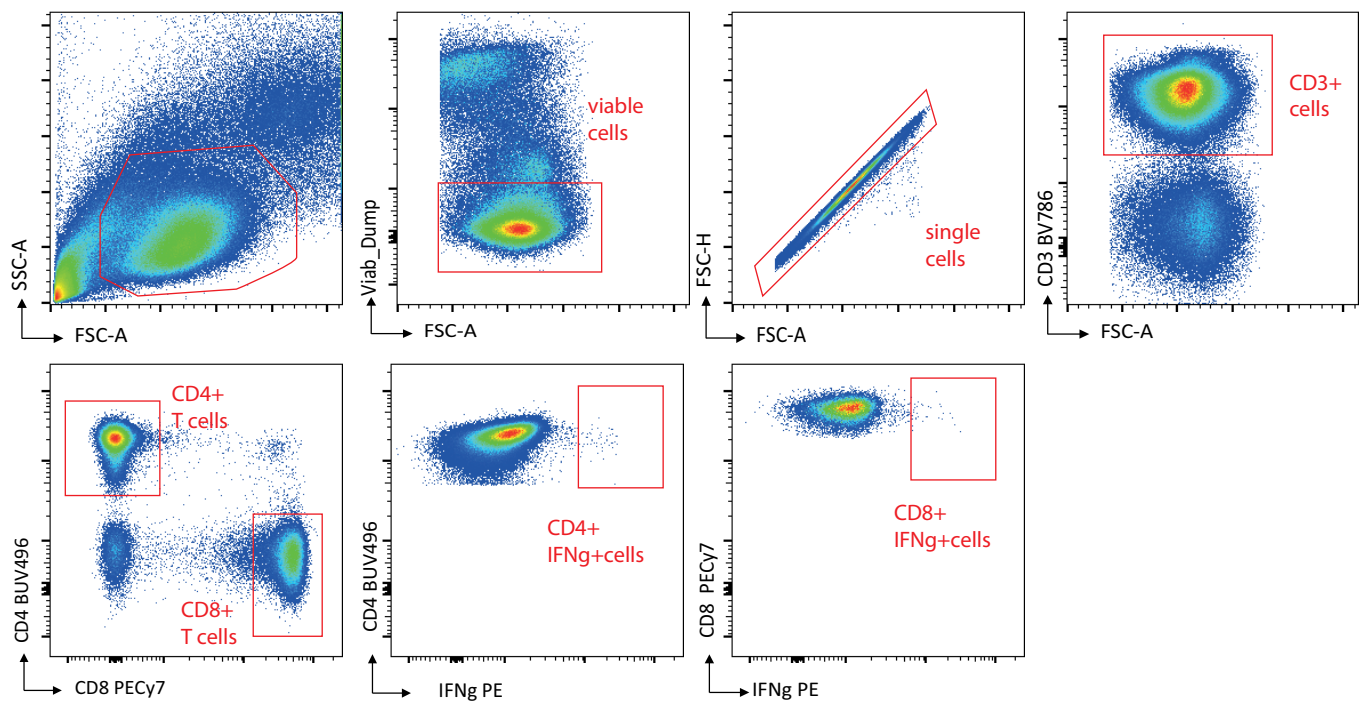 SSC-A
FSC-A
viable
cells
Viab_Dump
FSC-A
single
cells
FSC-H
FSC-A
CD3+
cells
CD3 BV786
FSC-A
CD4+
T cells
CD8+
T cells
CD4 BUV496
CD8 PECy7
CD4+
IFNg+cells
CD4 BUV496
IFNg PE
CD8+
IFNg+cells
CD8 PECy7
IFNg PE